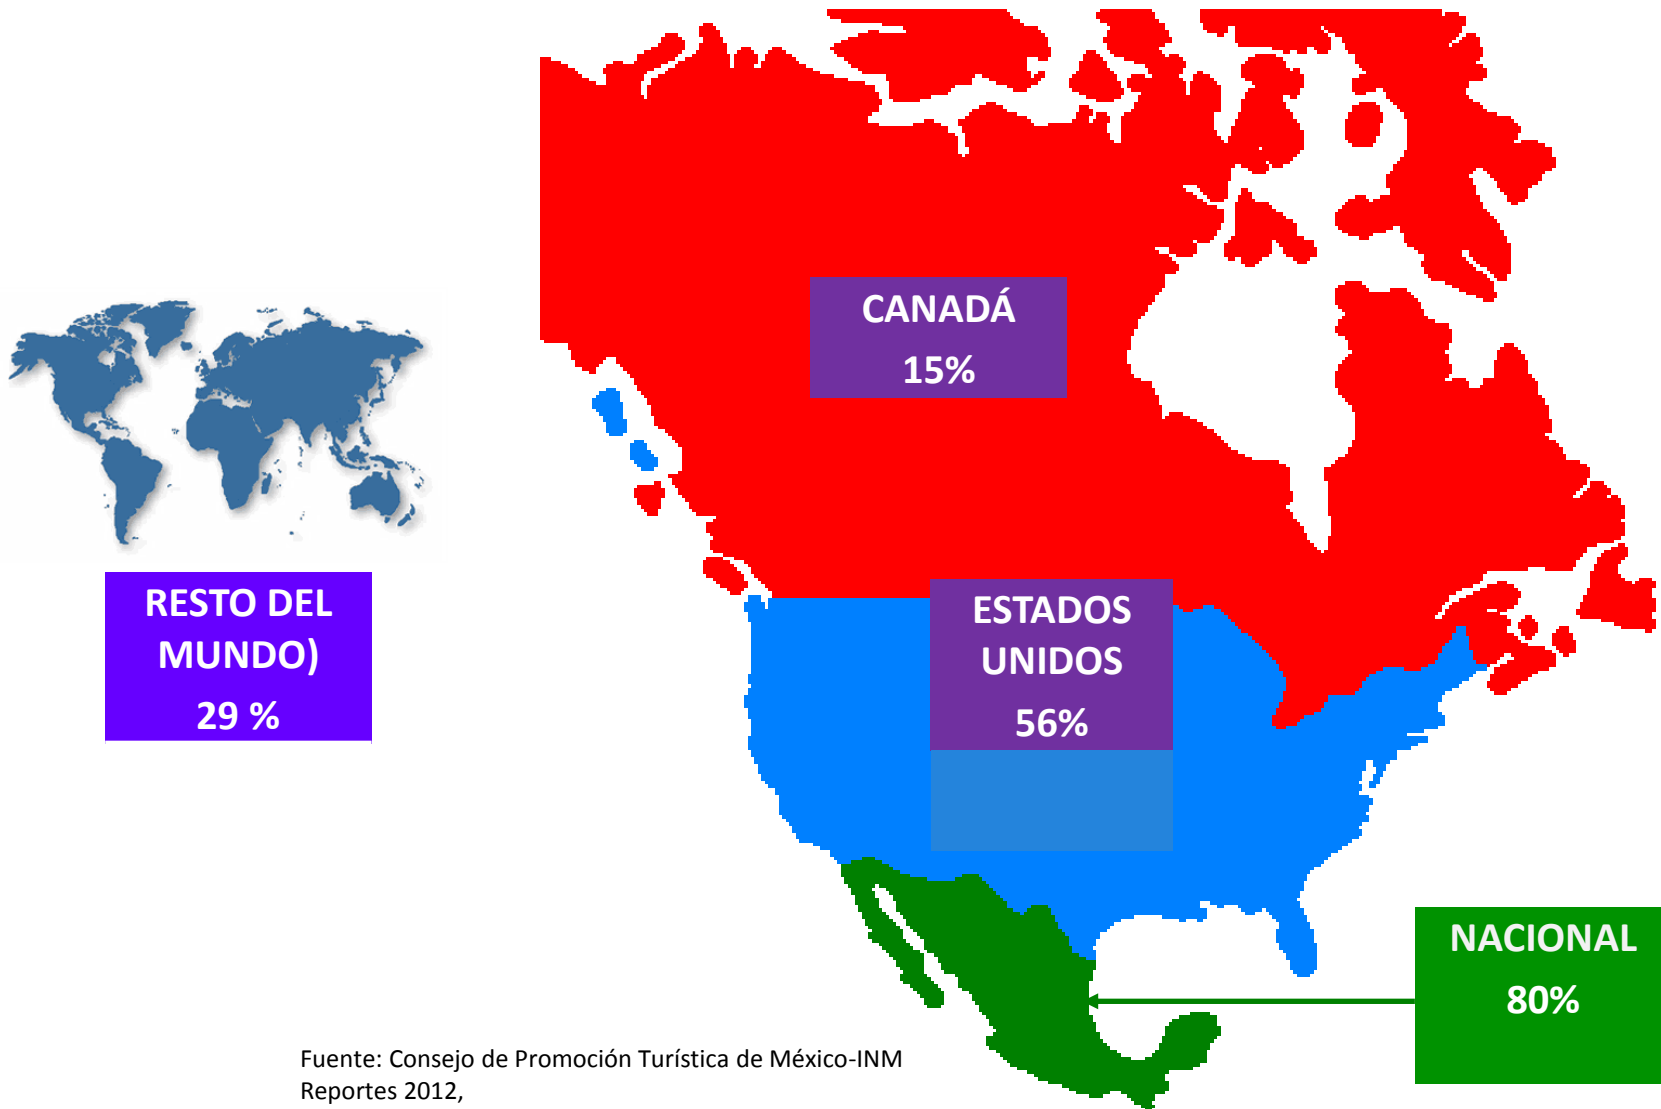 CANADÁ
15%
RESTO DEL
MUNDO)
29 %
ESTADOS
UNIDOS
56%
NACIONAL
80%
Fuente: Consejo de Promoción Turística de México-INM
Reportes 2012,